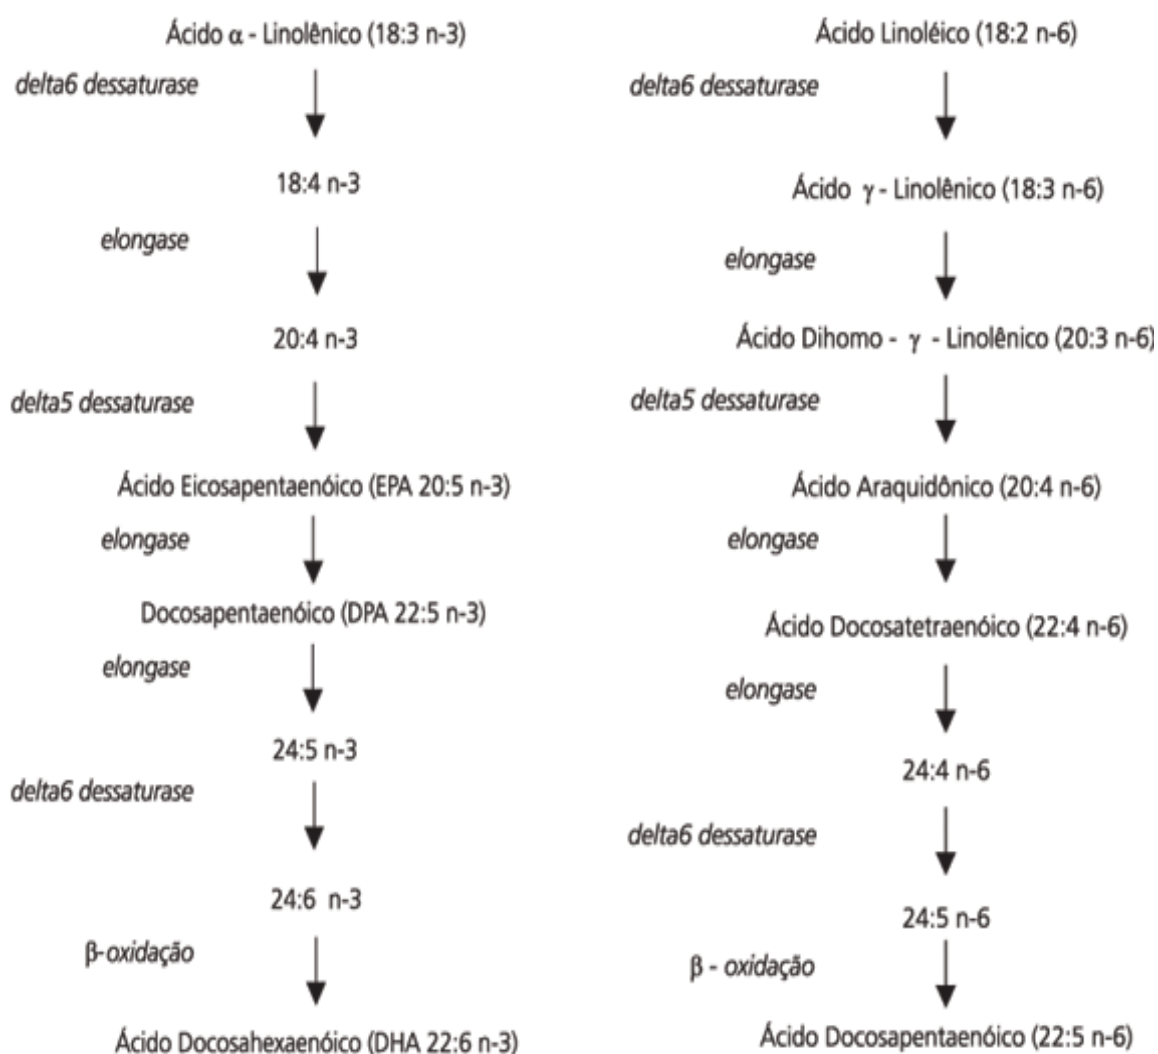 Ácido α - Linolênico (18:3 n-3)
delta6 dessaturase
18:4 n-3
elongase
20:4 n-3
delta5 dessaturase
Ácido Eicosapentaenóico (EPA 20:5 n-3)
elongase
Docosapentaenóico (DPA 22:5 n-3)
elongase
24:5 n-3
delta6 dessaturase
24:6 n-3
β-oxidação
Ácido Docosahexaenóico (DHA 22:6 n-3)
Ácido Linoléico (18:2 n-6)
delta6 dessaturase
Ácido γ - Linolênico (18:3 n-6)
elongase
Ácido Dihomo - γ - Linolênico (20:3 n-6)
delta5 dessaturase
Ácido Araquidônico (20:4 n-6)
elongase
Ácido Docosatetraenóico (22:4 n-6)
elongase
24:4 n-6
delta6 dessaturase
24:5 n-6
β - oxidação
Ácido Docosapentaenóico (22:5 n-6)